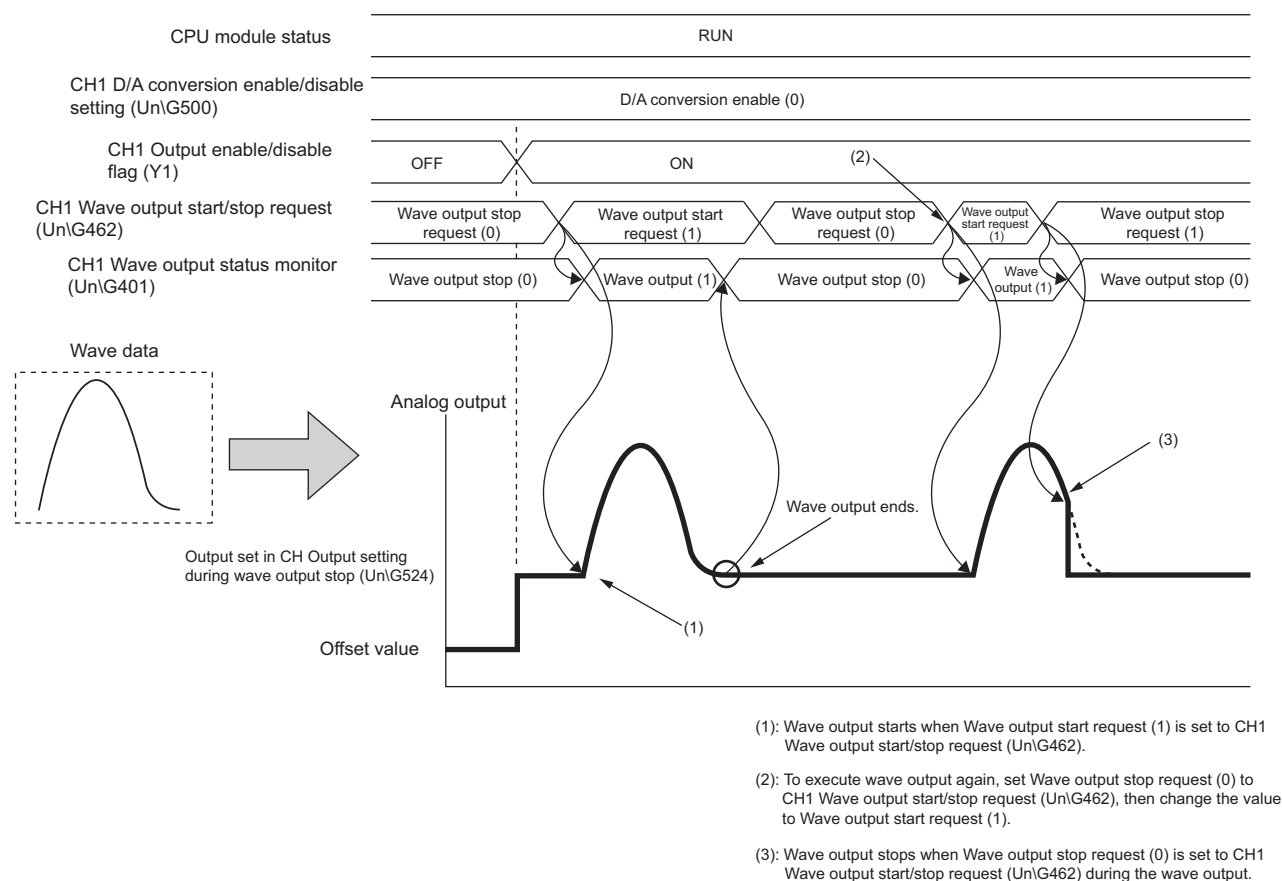 CPU module status
RUN
CH1 D/A conversion enable/disable
setting (Un\G500)
D/A conversion enable (0)
CH1 Output enable/disable
flag (Y1)
OFF
ON
(2)
CH1 Wave output start/stop request
(Un\G462)
Wave output stop
request (0)
Wave output start
request (1)
Wave output stop
request (0)
Wave output
start request
(1)
Wave output stop
request (1)
CH1 Wave output status monitor
(Un\G401)
Wave output stop (0)
Wave output (1)
Wave output stop (0)
Wave
output (1)
Wave output stop (0)
Wave data
Analog output
(3)
Wave output ends.
Output set in CH Output setting
during wave output stop (Un\G524)
(1)
Offset value
(1): Wave output starts when Wave output start request (1) is set to CH1
Wave output start/stop request (Un\G462).
(2): To execute wave output again, set Wave output stop request (0) to
CH1 Wave output start/stop request (Un\G462), then change the value
to Wave output start request (1).
(3): Wave output stops when Wave output stop request (0) is set to CH1
Wave output start/stop request (Un\G462) during the wave output.